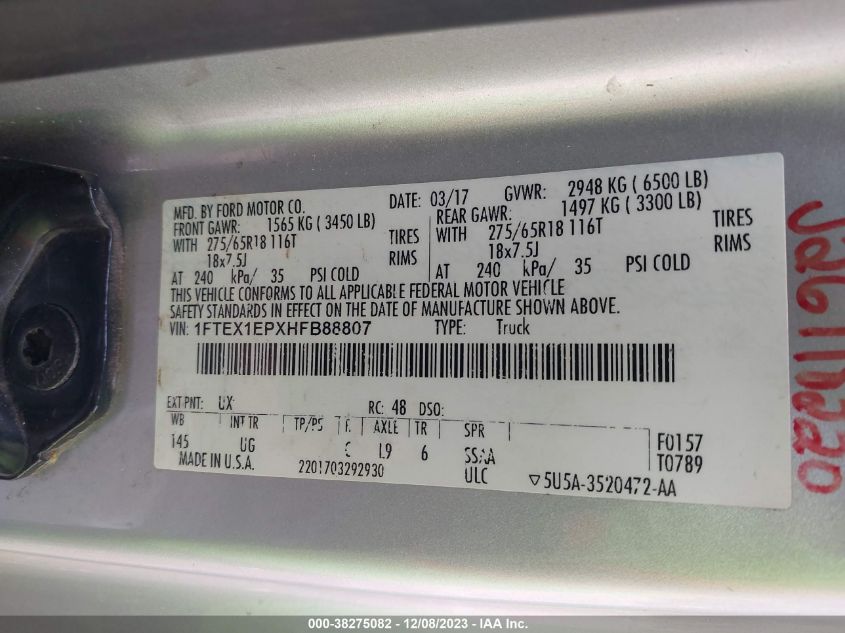 MFD. BY FORD MOTOR CO. DATE: 03/17 GVWR: 2948 KG ( 6500 LB)
FRONT GAWR: 1565 KG ( 3450 LB) REAR GAWR: 1497 KG ( 3300 LB)
WITH 275/65R18 116T TIRES WITH 275/65R18 116T TIRES
18x7.5J RIMS 18x7.5J RIMS
AT 240 kPa/ 35 PSI COLD AT 240 kPa/ 35 PSI COLD
THIS VEHICLE CONFORMS TO ALL APPLICABLE FEDERAL MOTOR VEHICLE
SAFETY STANDARDS IN EFFECT ON THE DATE OF MANUFACTURE SHOWN ABOVE.
VIN: 1FTEX1EPXHFB88807 TYPE: Truck
EXT PNT: UX RC: 48 DSO:
WB INT TR TP/PS R AXLE TR SPR
145 UG L9 6 SSAA
F0157
T0789
MADE IN U.S.A. 2201703292930 ULC ▽5U5A-3520472-AA
J26110220
000-38275082 - 12/08/2023 - IAA Inc.